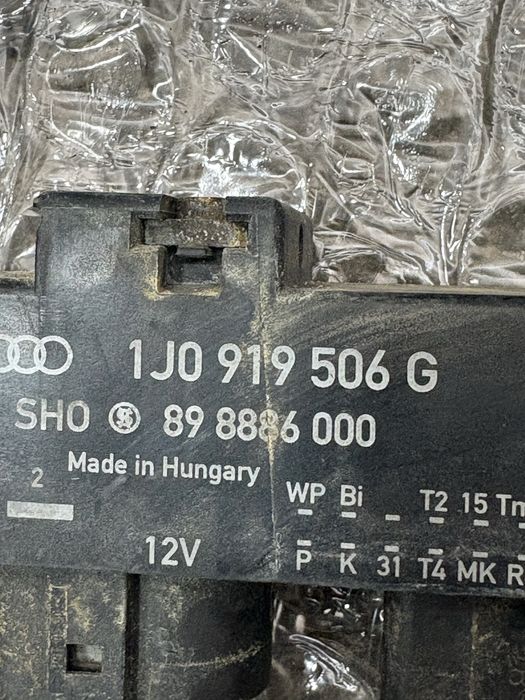 1J0 919 506 G
SHO 89 8886 000
Made in Hungary
2
WP Bi T2 15
12V
P K 31 T4 MK